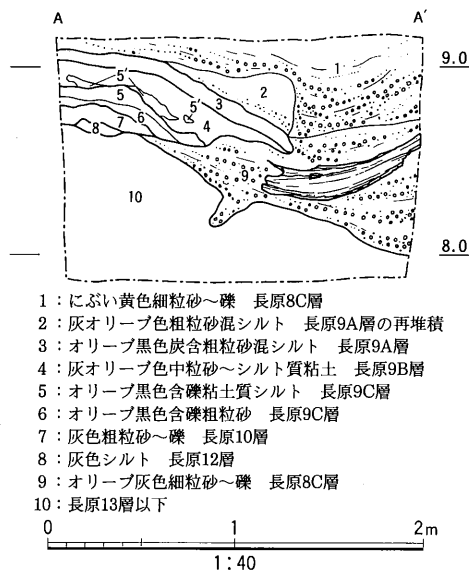 A A′
1 9.0
5′
2
5 3 5′
6 4
8 7
9
10
8.0
1：にぶい黄色細粒砂～礫　長原8C層
2：灰オリーブ色粗粒砂混シルト　長原9A層の再堆積
3：オリーブ黒色炭含粗粒砂混シルト　長原9A層
4：灰オリーブ色中粒砂～シルト質粘土　長原9B層
5：オリーブ黒色含礫粘土質シルト　長原9C層
6：オリーブ黒色含礫粗粒砂　長原9C層
7：灰色粗粒砂～礫　長原10層
8：灰色シルト　長原12層
9：オリーブ灰色細粒砂～礫　長原8C層
10：長原13層以下
0 1 2m
1:40